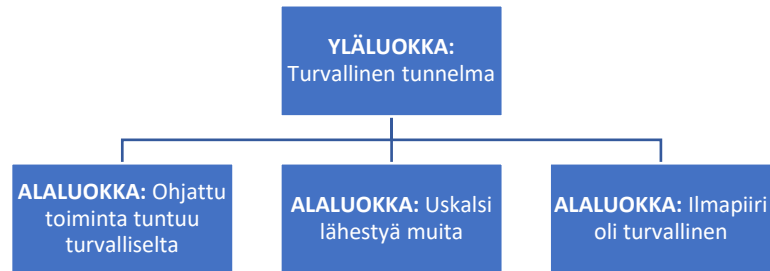 YLÄLUOKKA:
Turvallinen tunnelma
ALALUOKKA: Ohjattu
toiminta tuntuu
turvalliselta
ALALUOKKA: Uskalsi
lähestyä muita
ALALUOKKA: Ilmapiiri
oli turvallinen